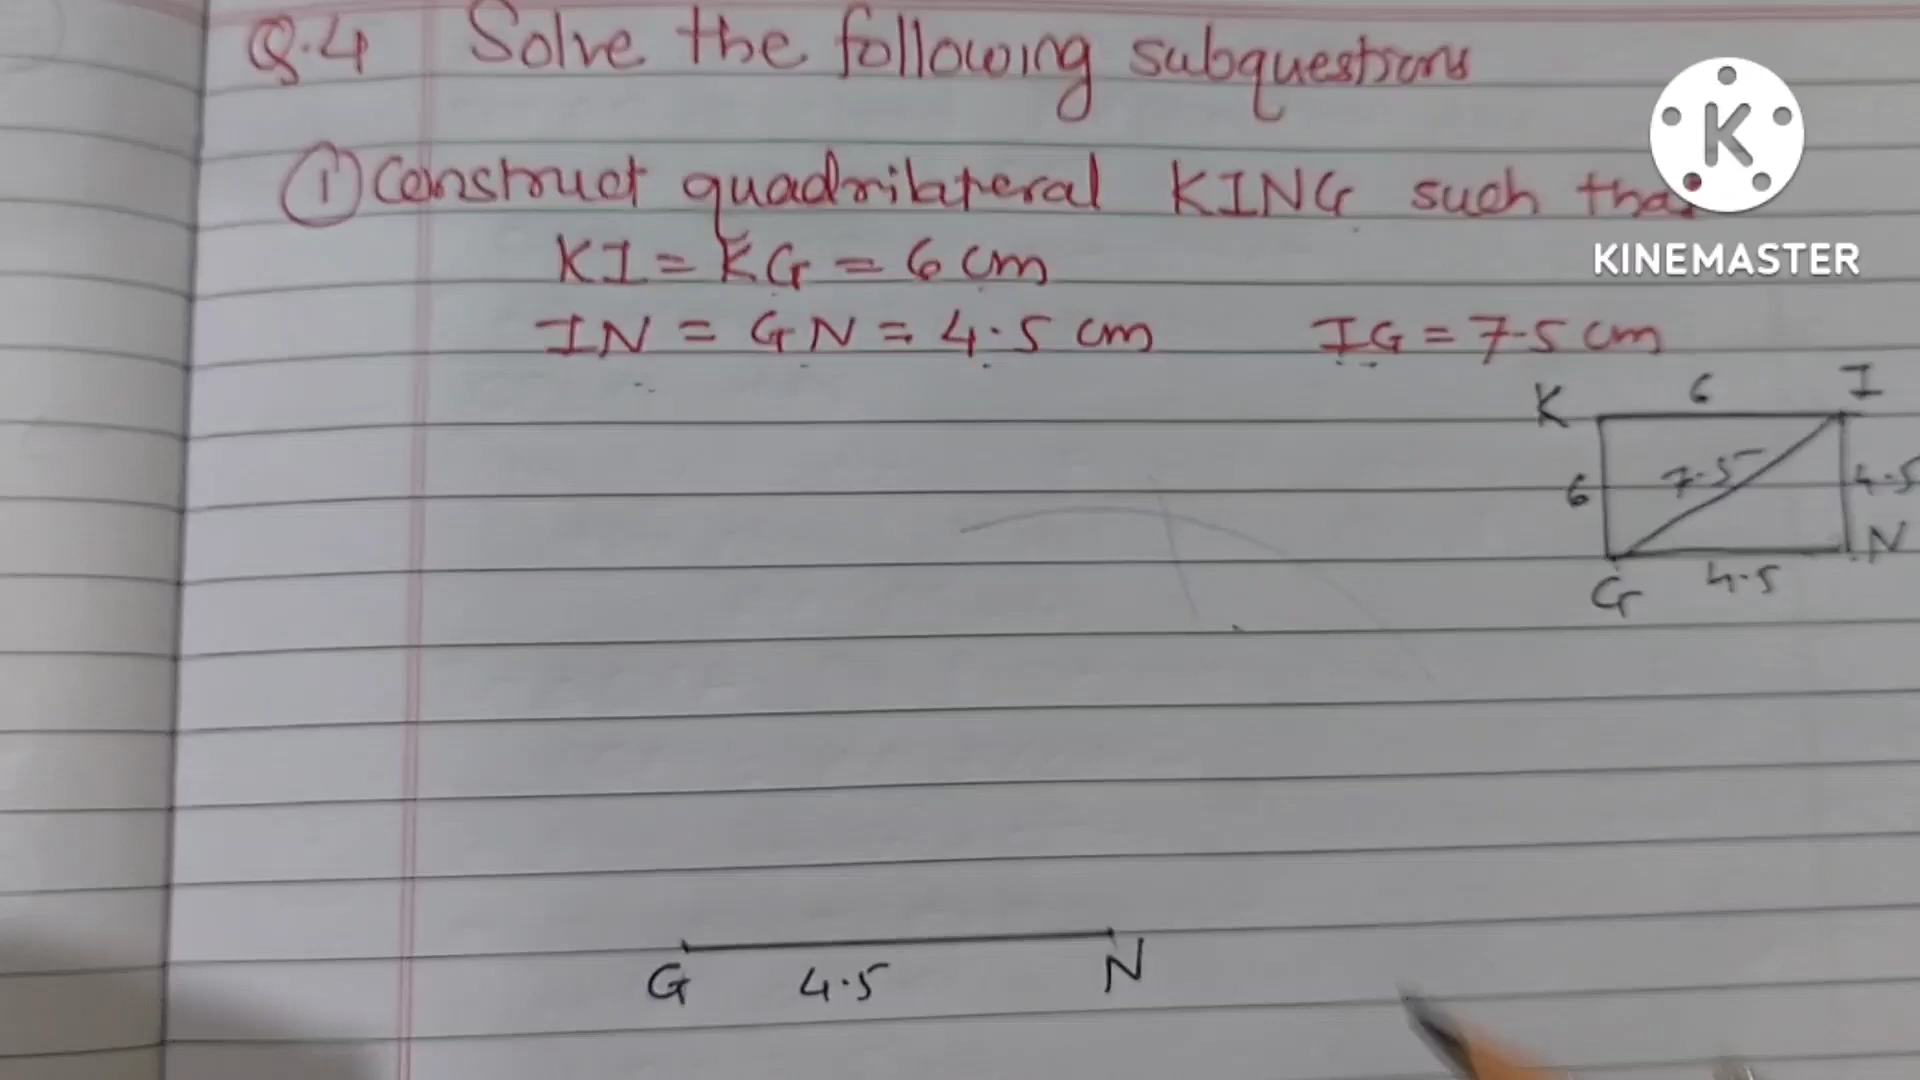 Q.4 Solve the following subquestions
① Construct quadrilateral KING such that
KI = KG = 6 cm
IN = GN = 4.5 cm IG = 7.5 cm
K 6 I
6 7.5 4.5
G 4.5 N
G 4.5 N
K
KINEMASTER